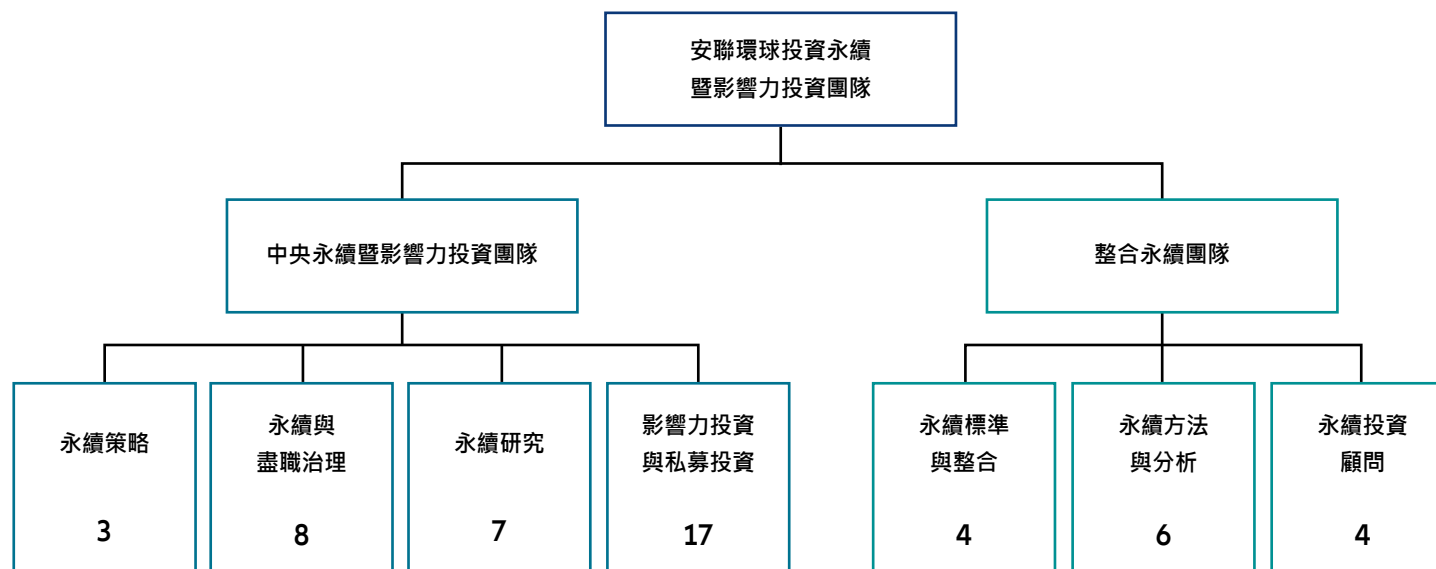 安聯環球投資永續
暨影響力投資團隊
中央永續暨影響力投資團隊
整合永續團隊
永續策略
3
永續與
盡職治理
8
永續研究
7
影響力投資
與私募投資
17
永續標準
與整合
4
永續方法
與分析
6
永續投資
顧問
4